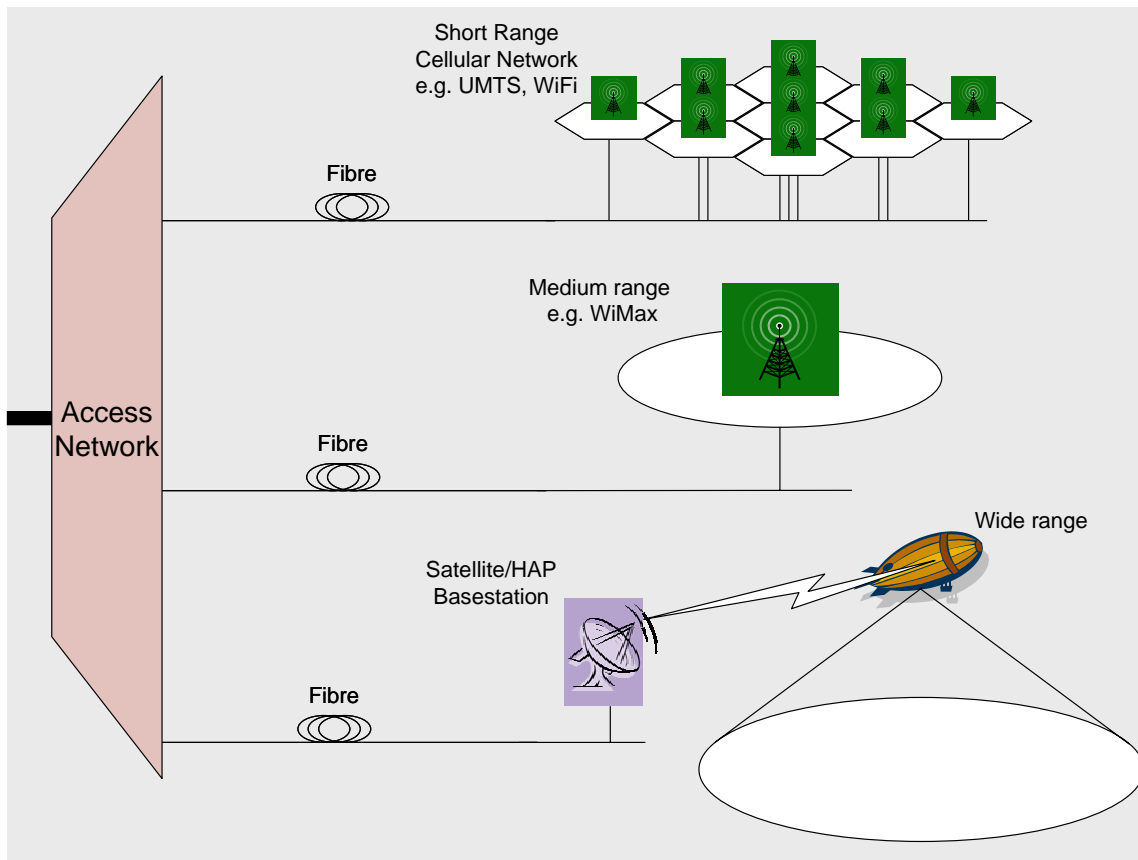 Short Range
Cellular Network
e.g. UMTS, WiFi
Fibre
Medium range
e.g. WiMax
Access
Network
Fibre
Wide range
Satellite/HAP
Basestation
Fibre